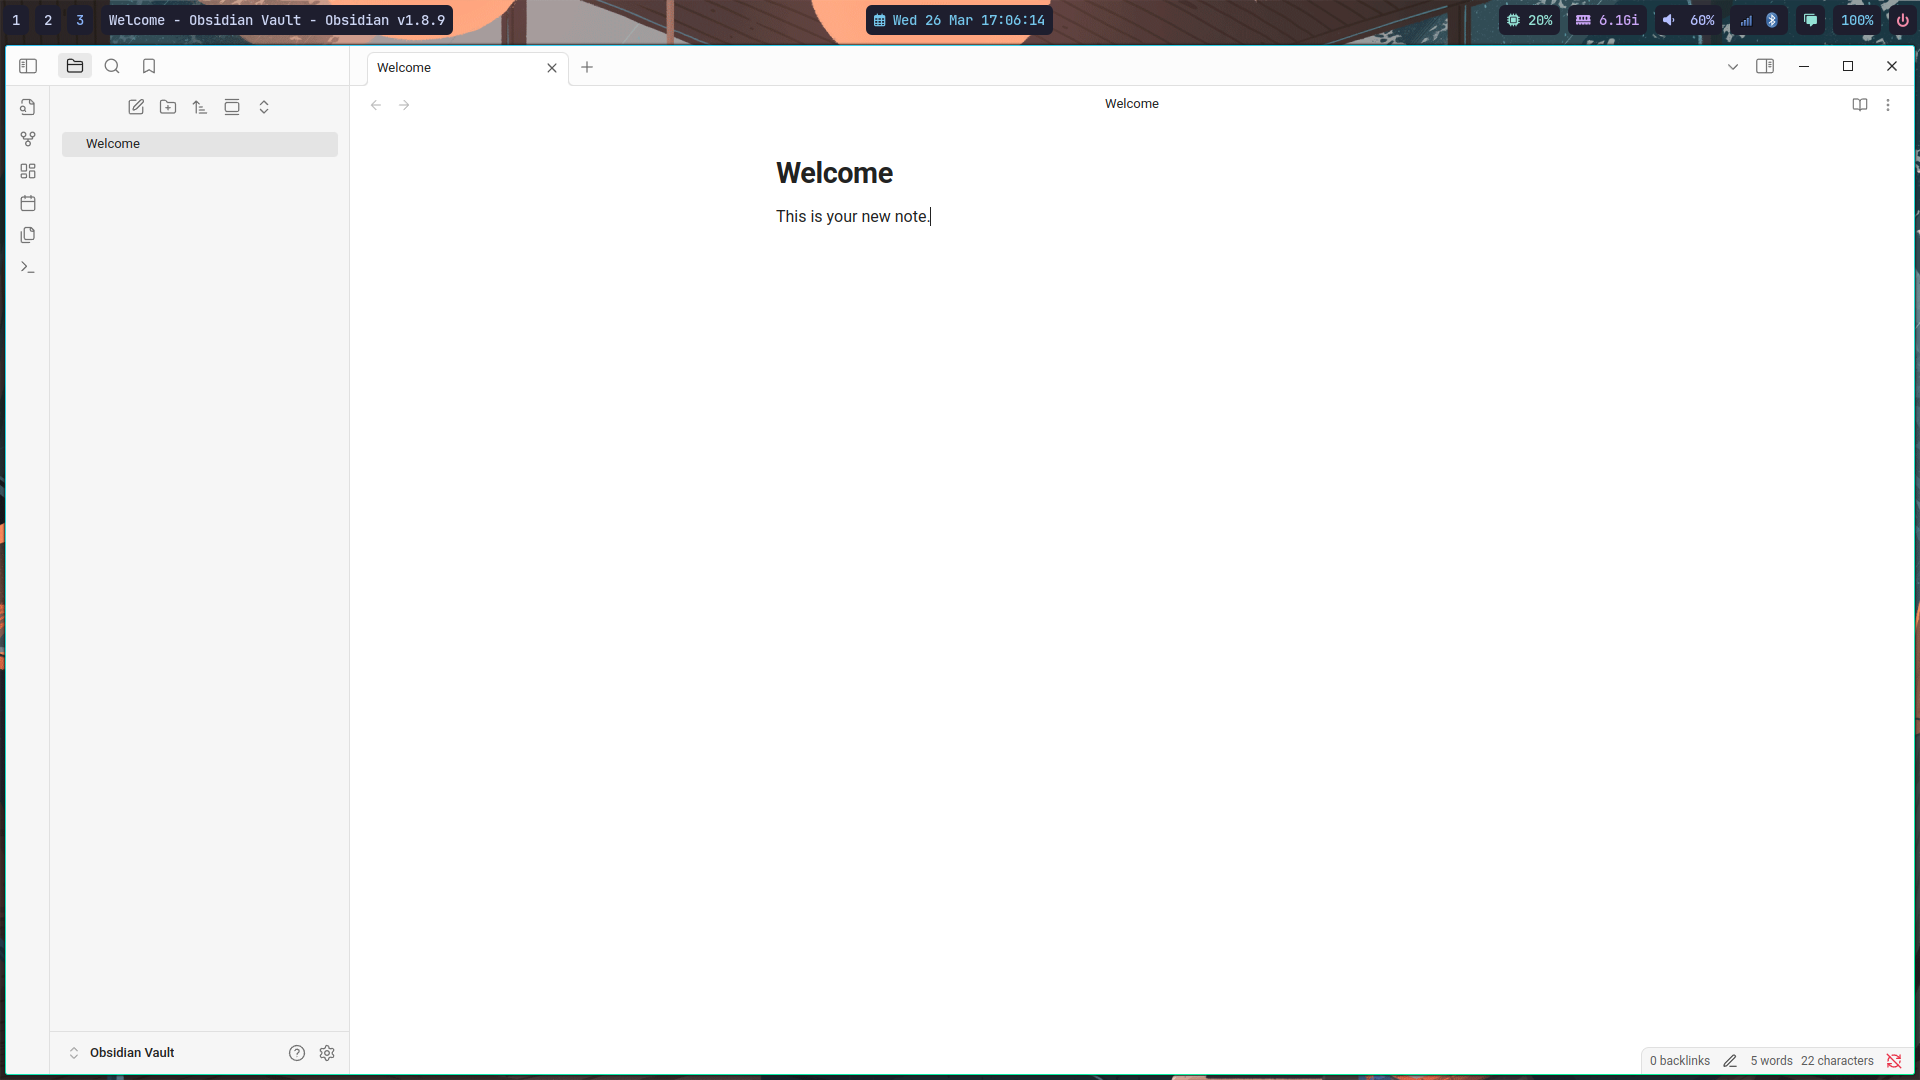 1 2 3 Welcome - Obsidian Vault - Obsidian v1.8.9 Wed 26 Mar 17:06:14 20% 6.1Gi 60% 100%
Welcome
Welcome
Welcome
Welcome
This is your new note.
Obsidian Vault
0 backlinks 5 words 22 characters